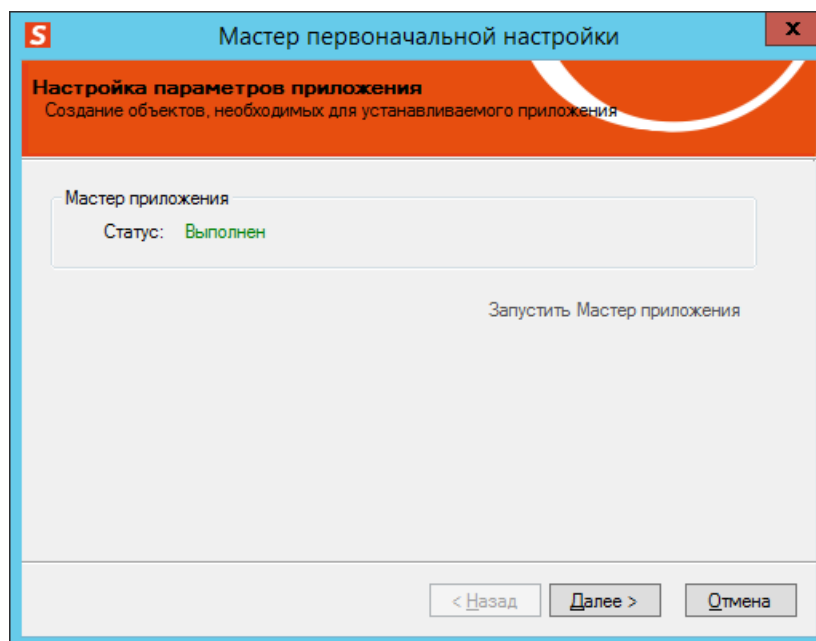 S
Мастер первоначальной настройки
x
Настройка параметров приложения
Создание объектов, необходимых для устанавливаемого приложения
Мастер приложения
Статус: Выполнен
Запустить Мастер приложения
< Назад Далее > Отмена